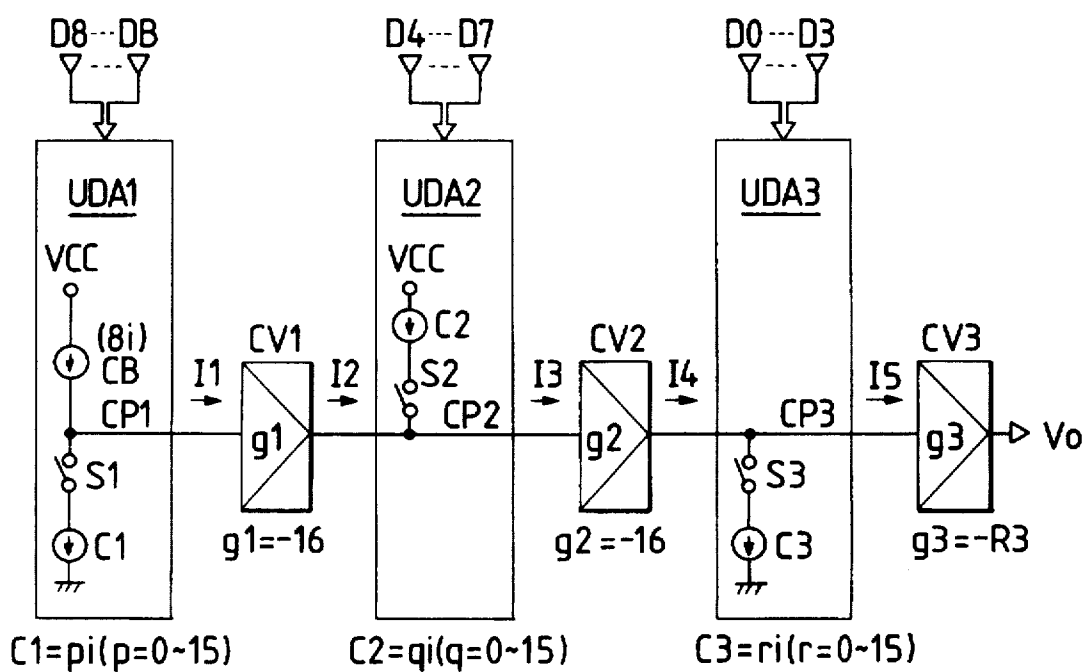 D8 DB
D4 D7
D0 D3
UDA1
UDA2
UDA3
VCC
VCC
(8i)
CB
C2
CV1
CV2
CV3
I1
I2
S2
I3
I4
I5
CP1
CP2
CP3
g1
g2
g3
Vo
S1
S3
C1
C3
g1=-16
g2=-16
g3=-R3
C1=pi(p=0~15)
C2=qi(q=0~15)
C3=ri(r=0~15)